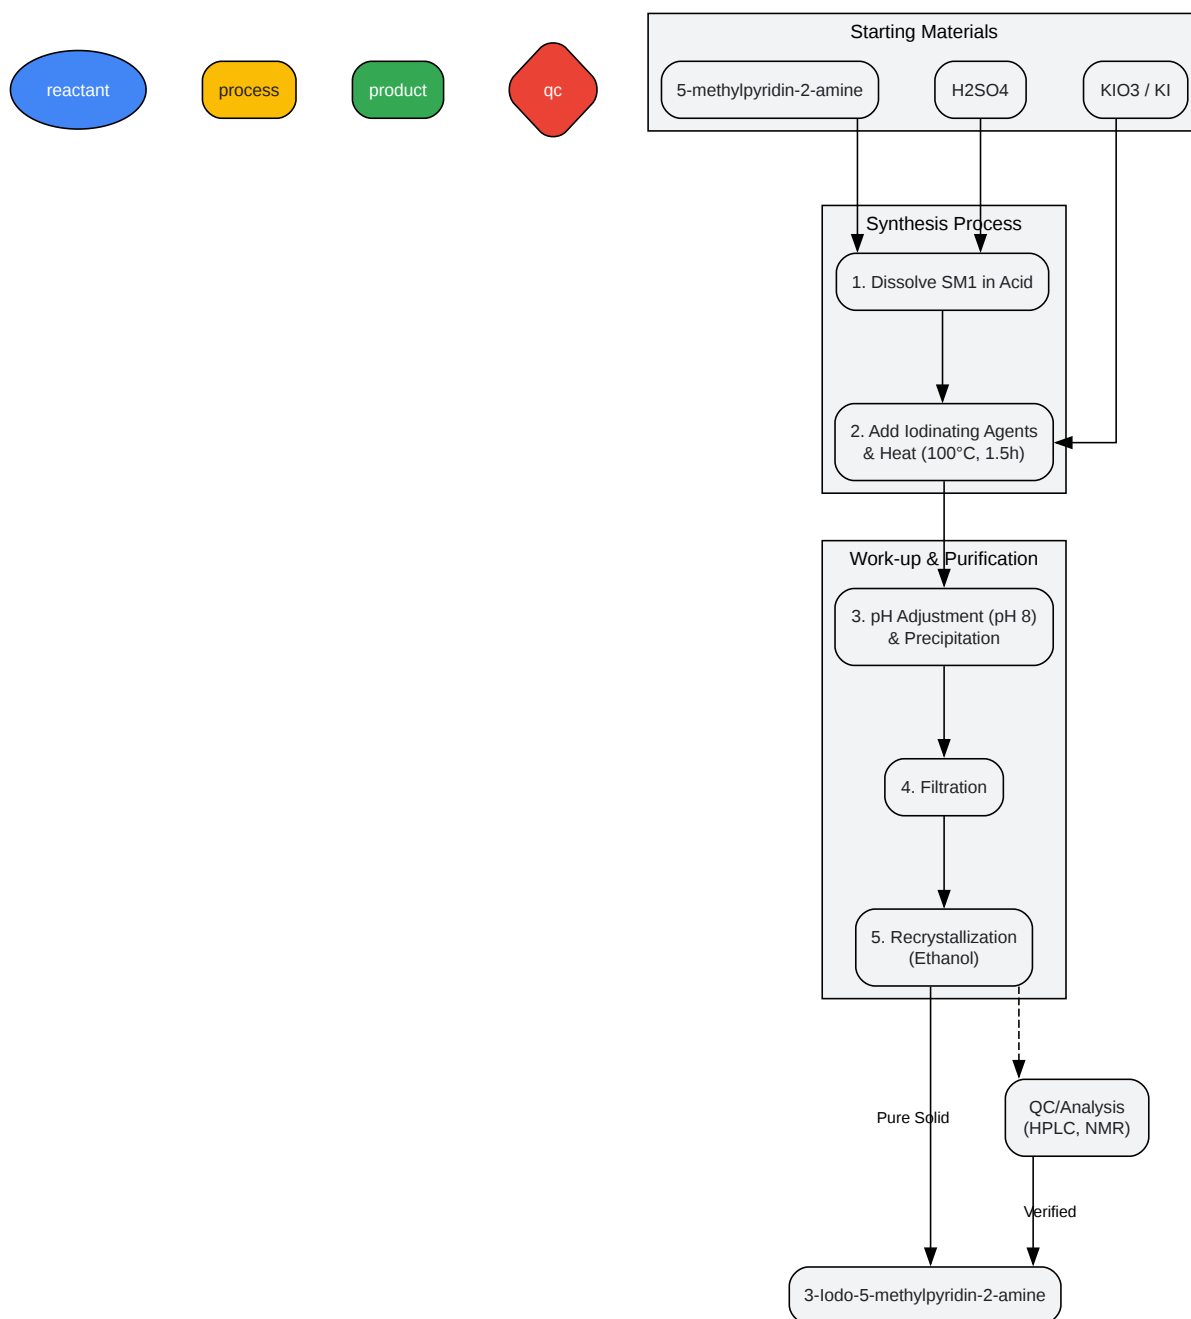 reactant
process
product
qc
Starting Materials
5-methylpyridin-2-amine
H2SO4
KIO3 / KI
Synthesis Process
1. Dissolve SM1 in Acid
2. Add Iodinating Agents
& Heat (100°C, 1.5h)
Work-up & Purification
3. pH Adjustment (pH 8)
& Precipitation
4. Filtration
5. Recrystallization
(Ethanol)
Pure Solid
QC/Analysis
(HPLC, NMR)
Verified
3-Iodo-5-methylpyridin-2-amine